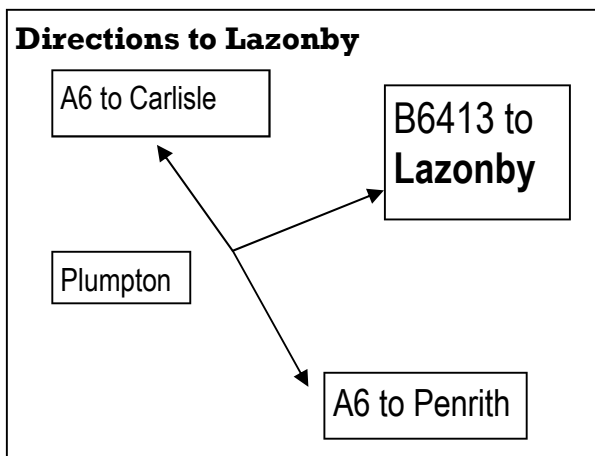 Directions to Lazonby
A6 to Carlisle
B6413 to
Lazonby
Plumpton
A6 to Penrith